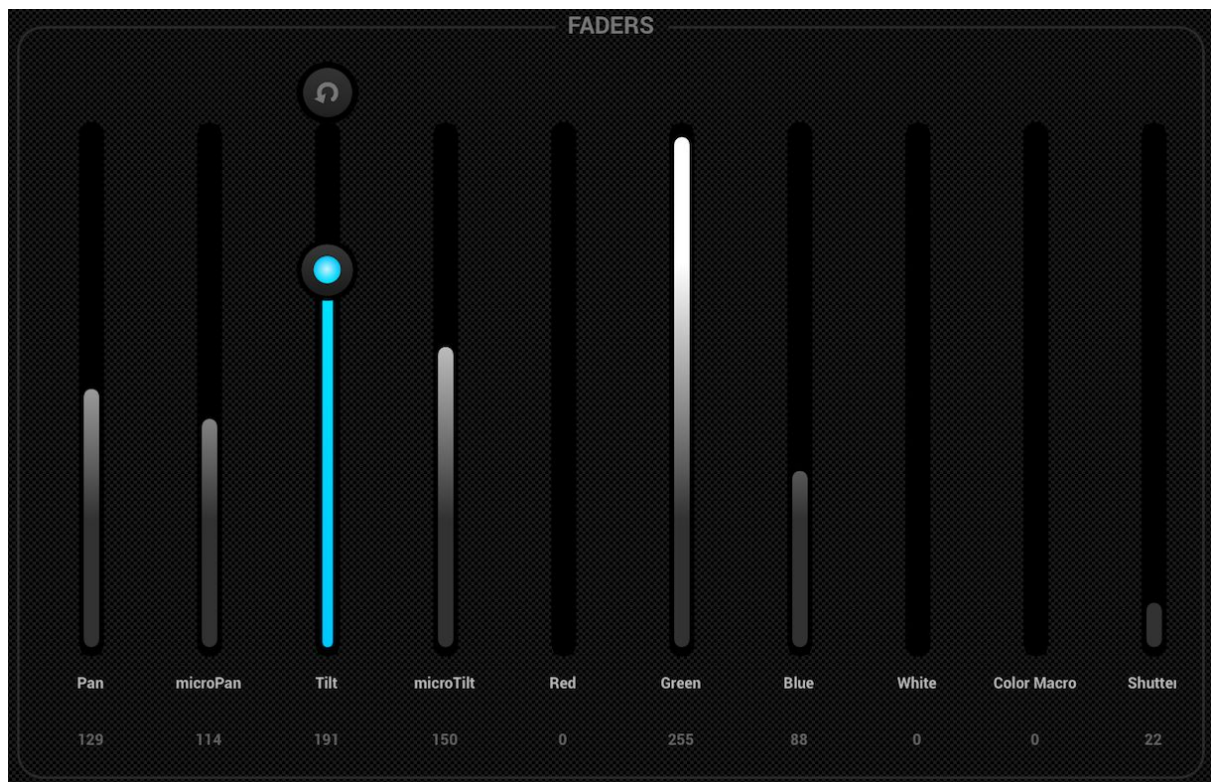 FADERS
Pan microPan Tilt microTilt Red Green Blue White Color Macro Shutter
129 114 191 150 0 255 88 0 0 22